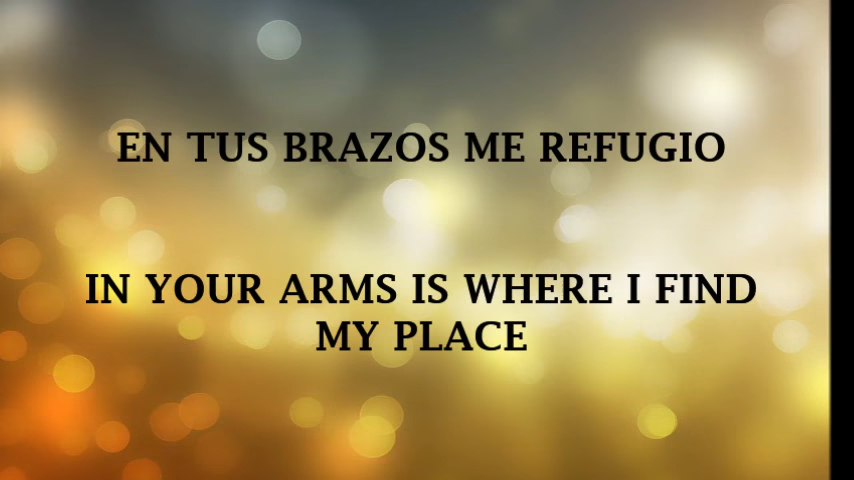 EN TUS BRAZOS ME REFUGIO
IN YOUR ARMS IS WHERE I FIND
MY PLACE